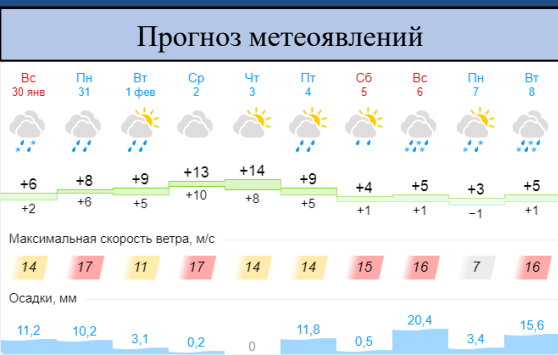 Прогноз метеоявлений
Вс Пн Вт Ср Чт Пт Сб Вс Пн Вт
30 янв 31 1 фев 2 3 4 5 6 7 8
+6 +8 +9 +13 +14 +9 +4 +5 +3 +5
+2 +6 +5 +10 +8 +5 +1 +1 −1 +1
Максимальная скорость ветра, м/с
14 17 11 17 14 14 15 16 7 16
Осадки, мм
11,2 10,2 3,1 0,2 0 11,8 0,5 20,4 3,4 15,6